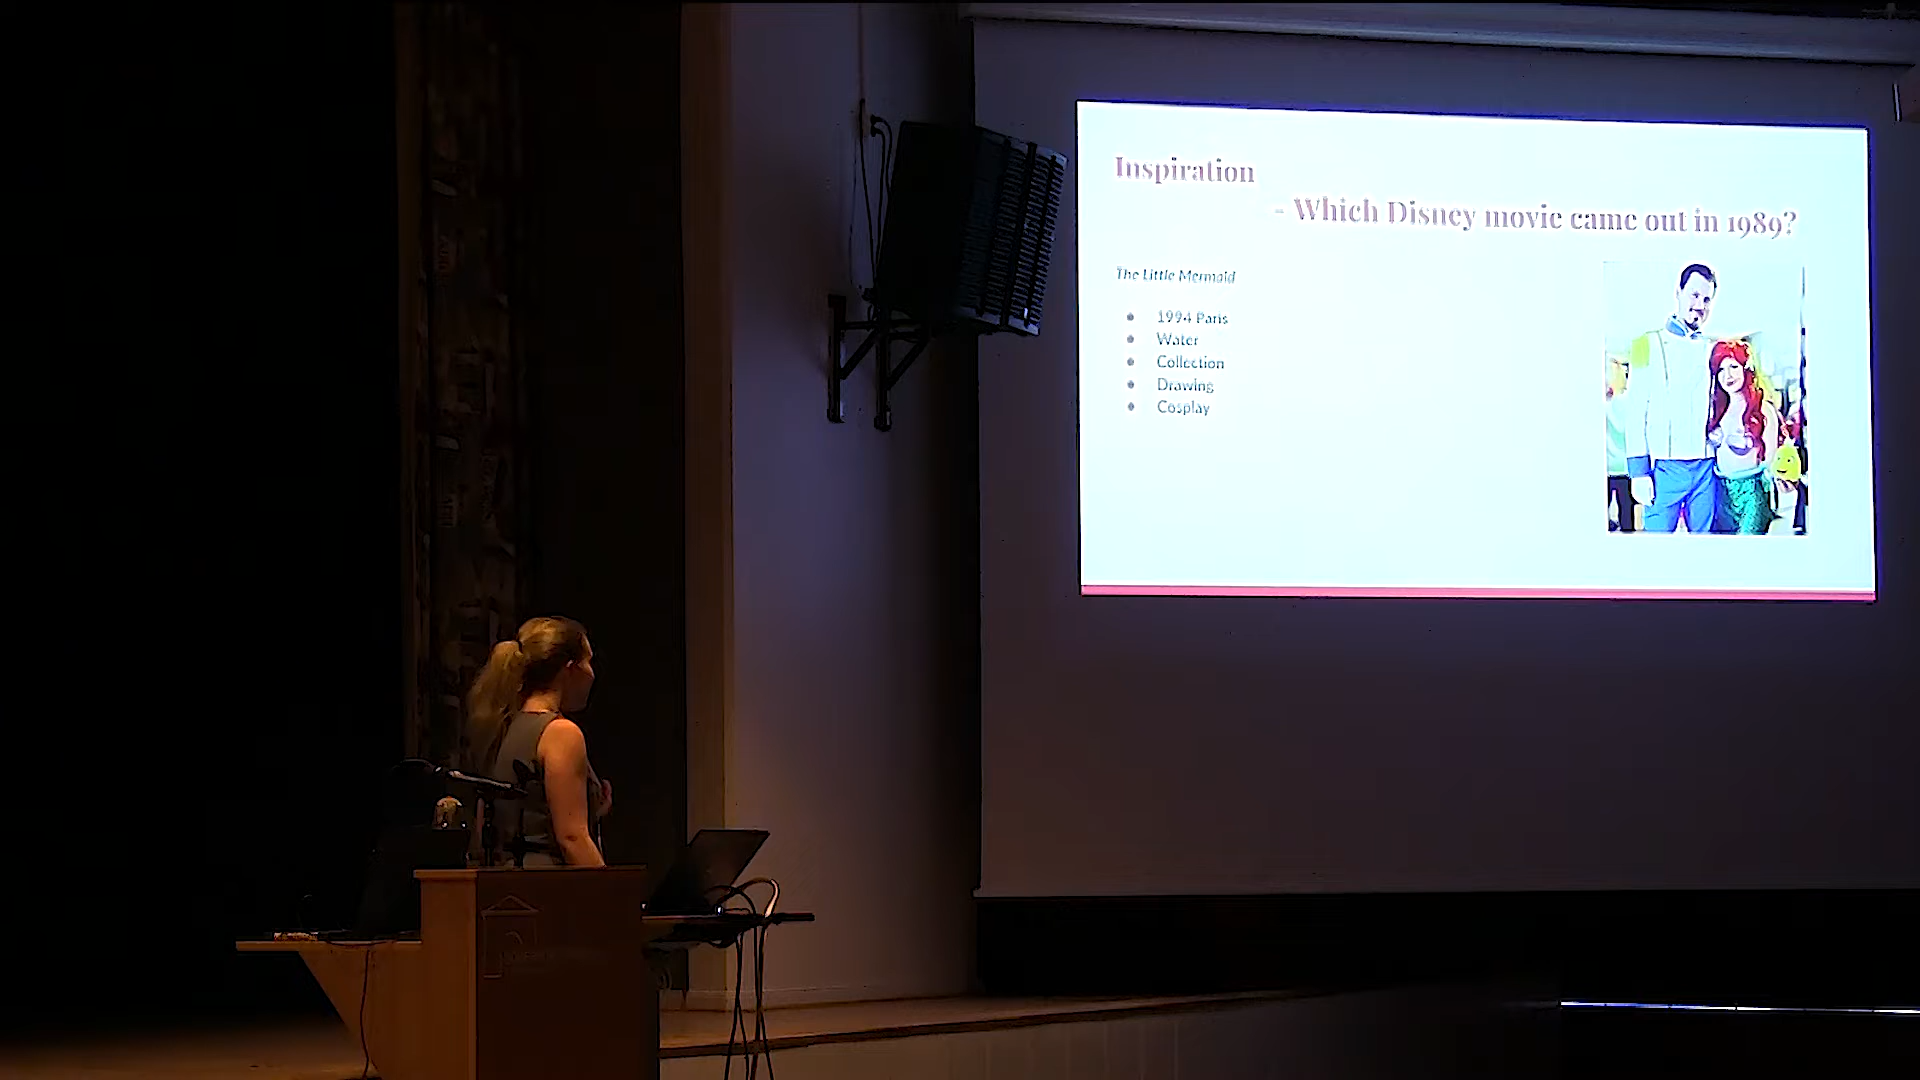 Inspiration
- Which Disney movie came out in 1989?
The Little Mermaid
1994 Paris
Water
Collection
Drawing
Cosplay